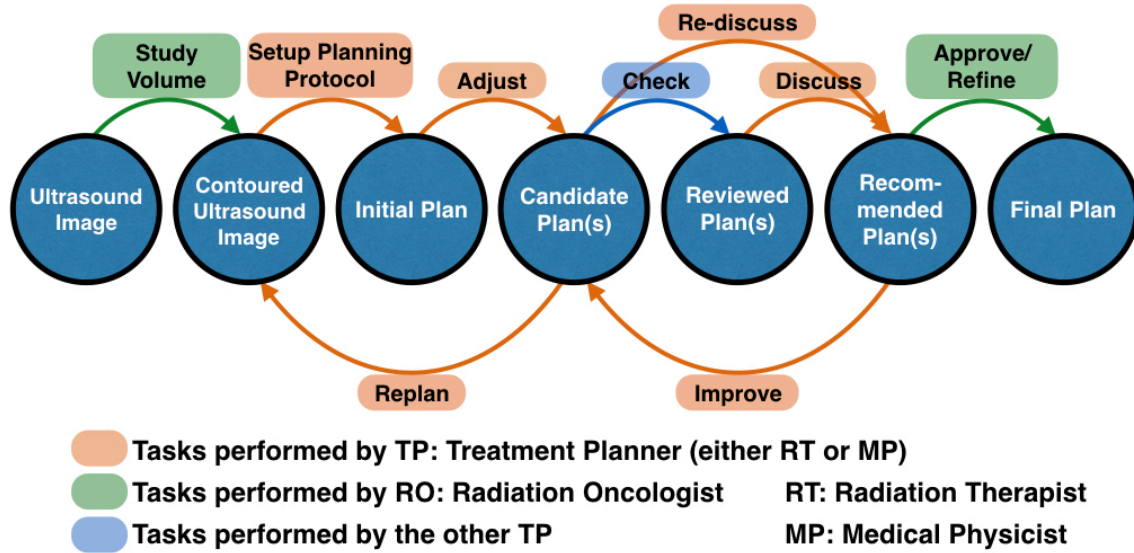 Re-discuss
Study
Volume
Setup Planning
Protocol
Adjust
Check
Discuss
Approve/
Refine
Ultrasound
Image
Contoured
Ultrasound
Image
Initial Plan
Candidate
Plan(s)
Reviewed
Plan(s)
Recom-
mended
Plan(s)
Final Plan
Replan
Improve
Tasks performed by TP: Treatment Planner (either RT or MP)
Tasks performed by RO: Radiation Oncologist
RT: Radiation Therapist
Tasks performed by the other TP
MP: Medical Physicist